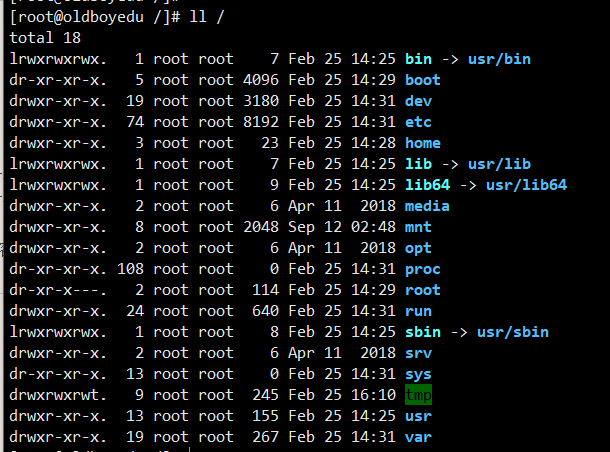 [root@oldboyedu /]# ll /
total 18
lrwxrwxrwx.   1 root root    7 Feb 25 14:25 bin -> usr/bin
dr-xr-xr-x.   5 root root 4096 Feb 25 14:29 boot
drwxr-xr-x.  19 root root 3180 Feb 25 14:31 dev
drwxr-xr-x.  74 root root 8192 Feb 25 14:31 etc
drwxr-xr-x.   3 root root   23 Feb 25 14:28 home
lrwxrwxrwx.   1 root root    7 Feb 25 14:25 lib -> usr/lib
lrwxrwxrwx.   1 root root    9 Feb 25 14:25 lib64 -> usr/lib64
drwxr-xr-x.   2 root root    6 Apr 11  2018 media
drwxr-xr-x.   8 root root 2048 Sep 12 02:48 mnt
drwxr-xr-x.   2 root root    6 Apr 11  2018 opt
dr-xr-xr-x. 108 root root    0 Feb 25 14:31 proc
dr-xr-x---.   2 root root  114 Feb 25 14:29 root
drwxr-xr-x.  24 root root  640 Feb 25 14:31 run
lrwxrwxrwx.   1 root root    8 Feb 25 14:25 sbin -> usr/sbin
drwxr-xr-x.   2 root root    6 Apr 11  2018 srv
dr-xr-xr-x.  13 root root    0 Feb 25 14:31 sys
drwxrwxrwt.   9 root root  245 Feb 25 16:10 tmp
drwxr-xr-x.  13 root root  155 Feb 25 14:25 usr
drwxr-xr-x.  19 root root  267 Feb 25 14:31 var